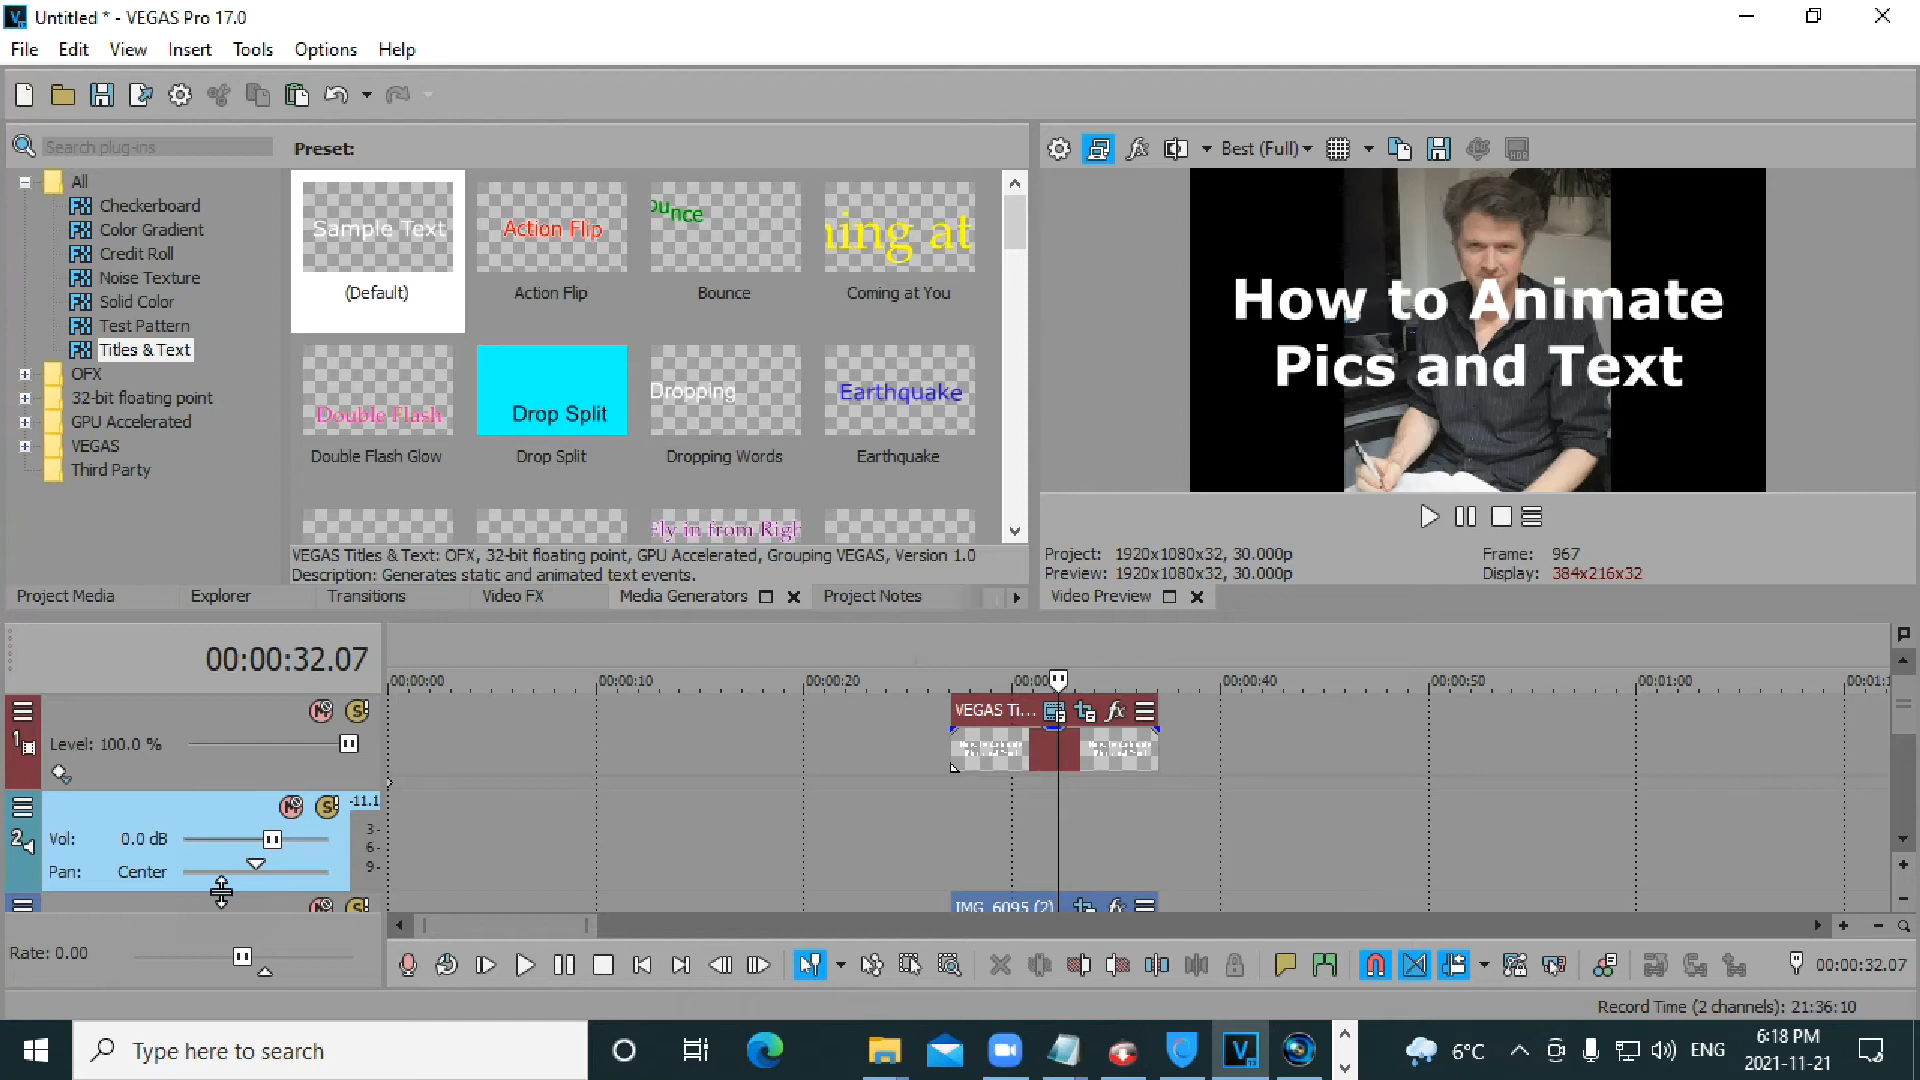 Untitled * - VEGAS Pro 17.0
File Edit View Insert Tools Options Help
Search plug-ins
Preset:
All
Checkerboard
Color Gradient
Credit Roll
Noise Texture
Solid Color
Test Pattern
Titles & Text
OFX
32-bit floating point
GPU Accelerated
VEGAS
Third Party
Sample Text
Action Flip
ounce
ning at
(Default)
Action Flip
Bounce
Coming at You
Double Flash
Drop Split
Dropping
Earthquake
Double Flash Glow
Drop Split
Dropping Words
Earthquake
Fly in from Righ
VEGAS Titles & Text: OFX, 32-bit floating point, GPU Accelerated, Grouping VEGAS, Version 1.0
Description: Generates static and animated text events.
Project Media Explorer Transitions Video FX Media Generators Project Notes
Best (Full)
HDR
How to Animate
Pics and Text
Project: 1920x1080x32, 30.000p
Preview: 1920x1080x32, 30.000p
Frame: 967
Display: 384x216x32
Video Preview
00:00:32.07
00:00:00 00:00:10 00:00:20 00:00 00:00:40 00:00:50 00:01:00 00:01:1
1
M S
Level: 100.0 %
VEGAS Ti... fx
2
M S
-11.1
Vol: 0.0 dB
3-
6-
9-
Pan: Center
M S
IMG_6095 (2) fx
Rate: 0.00
00:00:32.07
Record Time (2 channels): 21:36:10
Type here to search
V
6°C
ENG
6:18 PM
2021-11-21